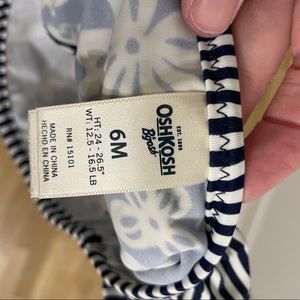 EST. 1895
OSHKOSH
B'gosh
6M
HT: 24 - 26.5"
WT: 12.5 - 16.5 LB
RN# 15101
MADE IN CHINA
HECHO EN CHINA